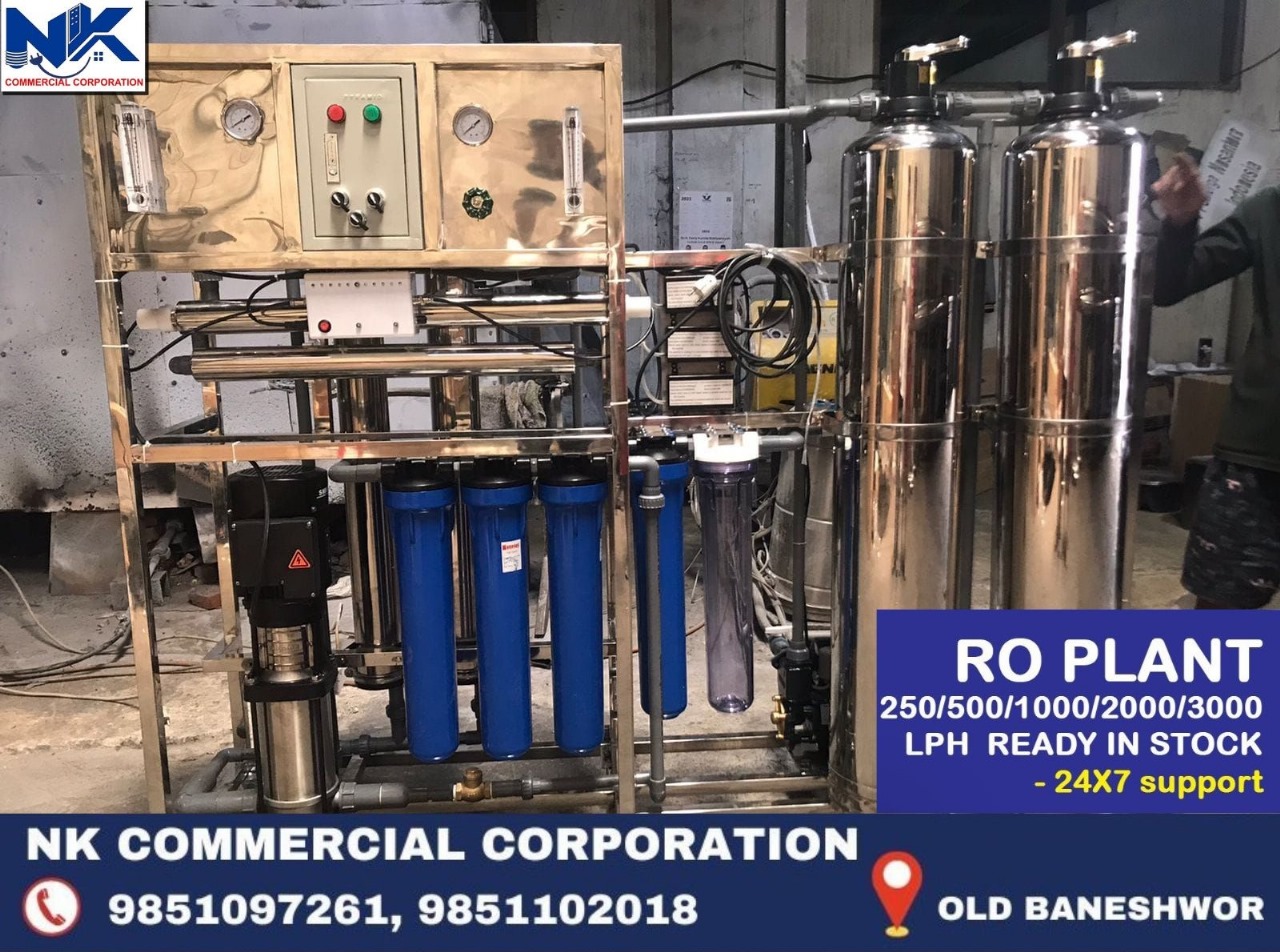 NK
COMMERCIAL CORPORATION
RO PLANT
250/500/1000/2000/3000
LPH READY IN STOCK
- 24X7 support
NK COMMERCIAL CORPORATION
9851097261, 9851102018
OLD BANESHWOR